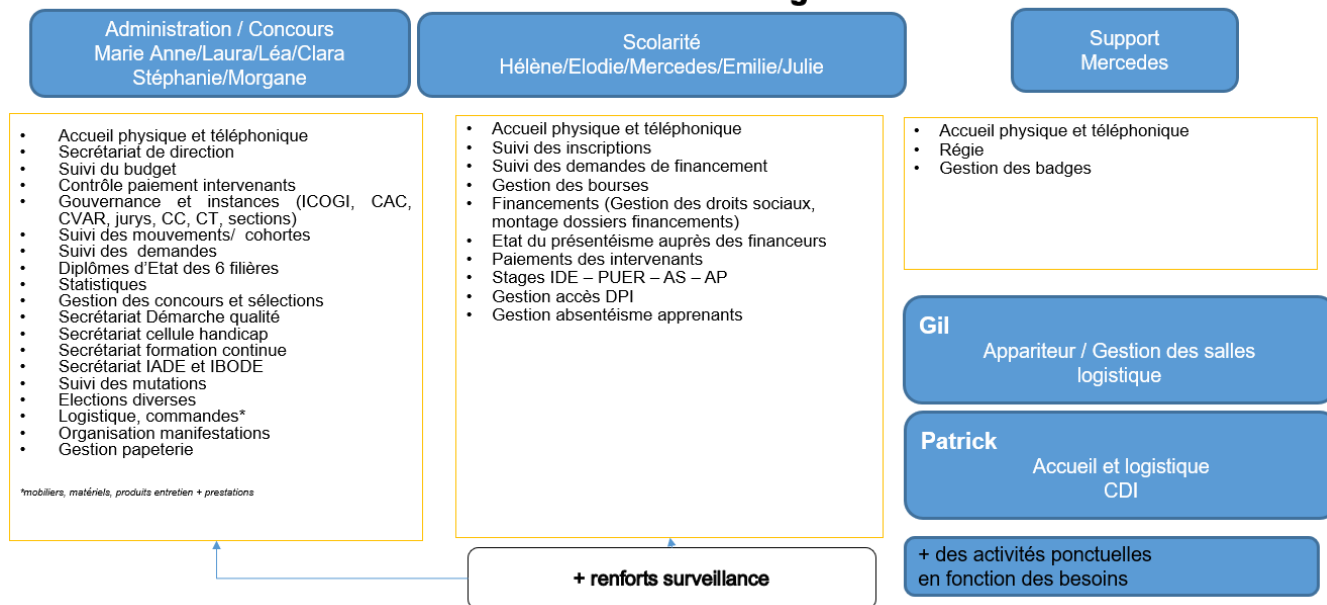 Administration / Concours
Marie Anne/Laura/Léa/Clara
Stéphanie/Morgane
Scolarité
Hélène/Elodie/Mercedes/Emilie/Julie
Support
Mercedes
• Accueil physique et téléphonique
• Secrétariat de direction
• Suivi du budget
• Contrôle paiement intervenants
• Gouvernance et instances (ICOGI, CAC,
CVAR, jurys, CC, CT, sections)
• Suivi des mouvements/ cohortes
• Suivi des demandes
• Diplômes d'Etat des 6 filières
• Statistiques
• Gestion des concours et sélections
• Secrétariat Démarche qualité
• Secrétariat cellule handicap
• Secrétariat formation continue
• Secrétariat IADE et IBODE
• Suivi des mutations
• Elections diverses
• Logistique, commandes*
• Organisation manifestations
• Gestion papeterie
*mobiliers, matériels, produits entretien + prestations
• Accueil physique et téléphonique
• Suivi des inscriptions
• Suivi des demandes de financement
• Gestion des bourses
• Financements (Gestion des droits sociaux,
montage dossiers financements)
• Etat du présentéisme auprès des financeurs
• Paiements des intervenants
• Stages IDE – PUER – AS – AP
• Gestion accès DPI
• Gestion absentéisme apprenants
• Accueil physique et téléphonique
• Régie
• Gestion des badges
Gil
Appariteur / Gestion des salles
logistique
Patrick
Accueil et logistique
CDI
+ renforts surveillance
+ des activités ponctuelles
en fonction des besoins